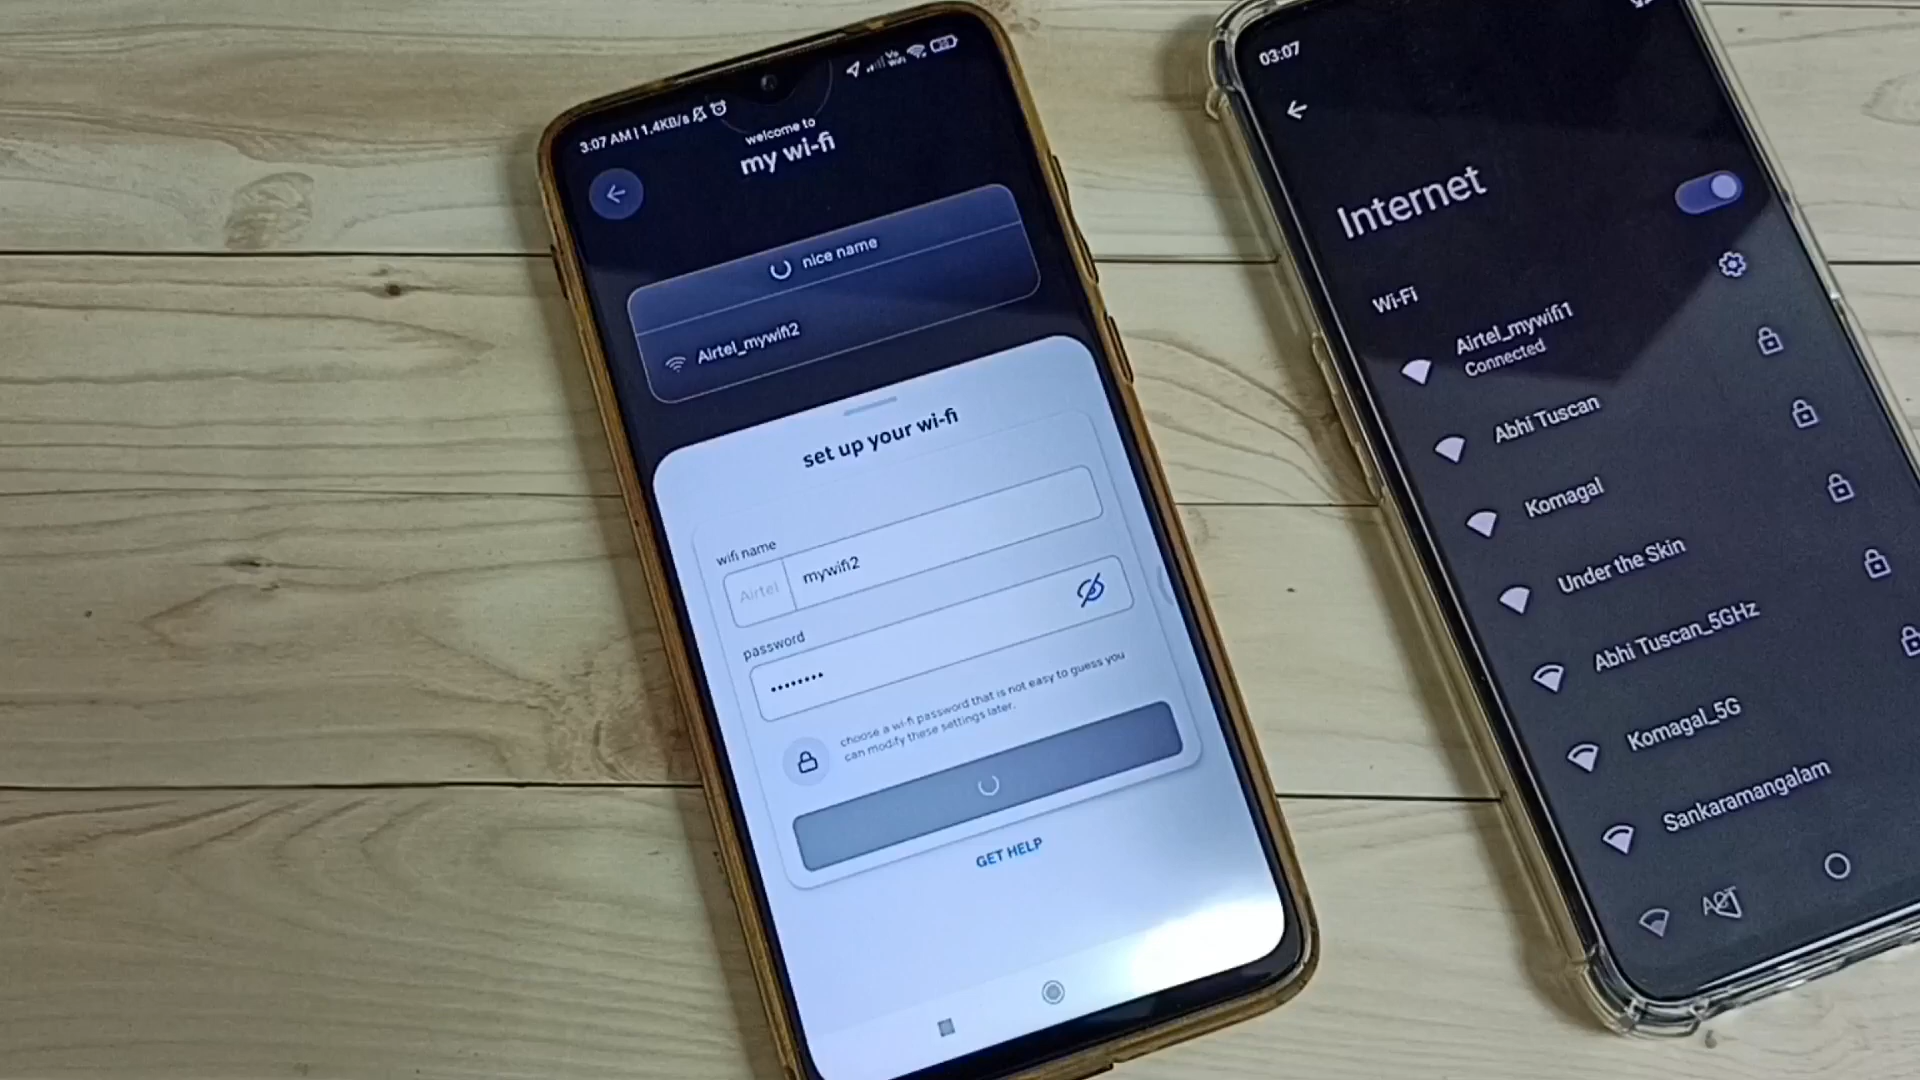 3:07 AM | 1.4KB/s
Vo
WiFi
welcome to
my wi-fi
nice name
Airtel_mywifi2
set up your wi-fi
wifi name
Airtel mywifi2
password
••••••••
choose a wi-fi password that is not easy to guess you
can modify these settings later.
GET HELP
03:07
Internet
Wi-Fi
Airtel_mywifi1
Connected
Abhi Tuscan
Komagal
Under the Skin
Abhi Tuscan_5GHz
Komagal_5G
Sankaramangalam